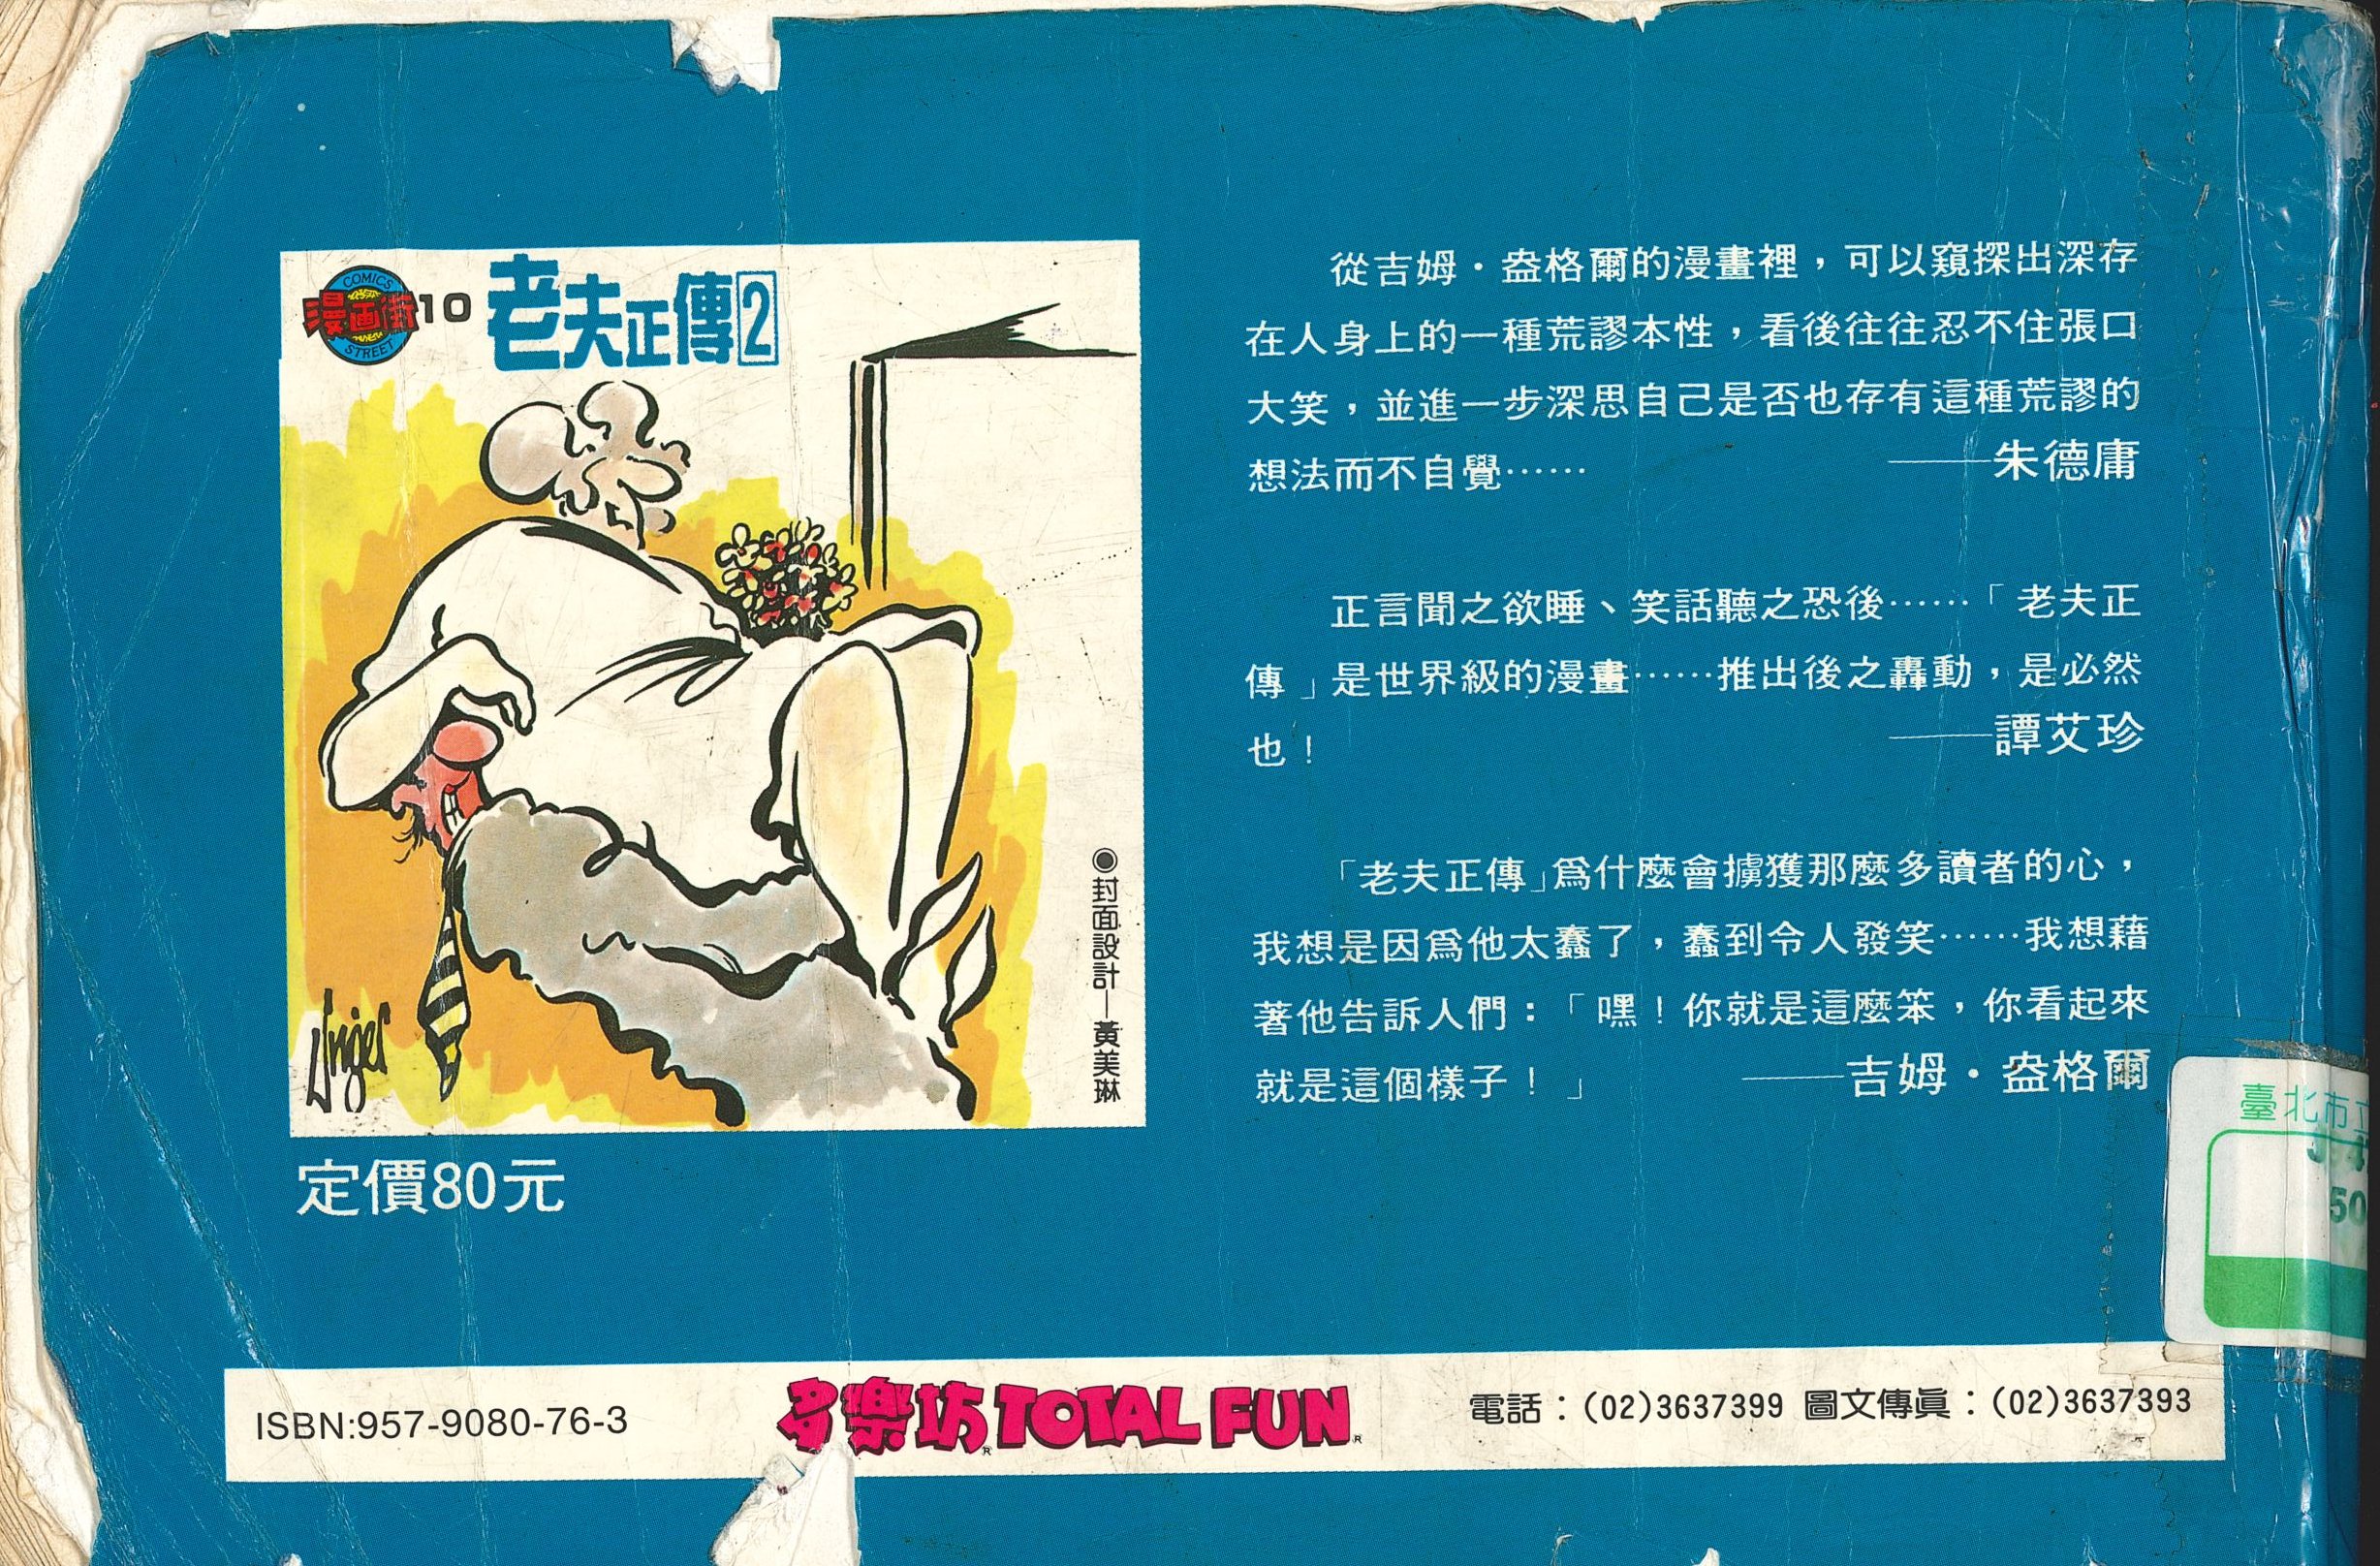 COMICS
漫画街
STREET
10
老夫正傳2
Unger
◉封面設計—黃美琳
定價80元
從吉姆・盎格爾的漫畫裡，可以窺探出深存
在人身上的一種荒謬本性，看後往往忍不住張口
大笑，並進一步深思自己是否也存有這種荒謬的
想法而不自覺……
——朱德庸
正言聞之欲睡、笑話聽之恐後……「老夫正
傳」是世界級的漫畫……推出後之轟動，是必然
也！
——譚艾珍
「老夫正傳」爲什麼會擄獲那麼多讀者的心，
我想是因爲他太蠢了，蠢到令人發笑……我想藉
著他告訴人們：「嘿！你就是這麼笨，你看起來
就是這個樣子！」
——吉姆・盎格爾
臺北市立
50
ISBN:957-9080-76-3
多樂坊® TOTAL FUN®
電話：(02)3637399 圖文傳眞：(02)3637393